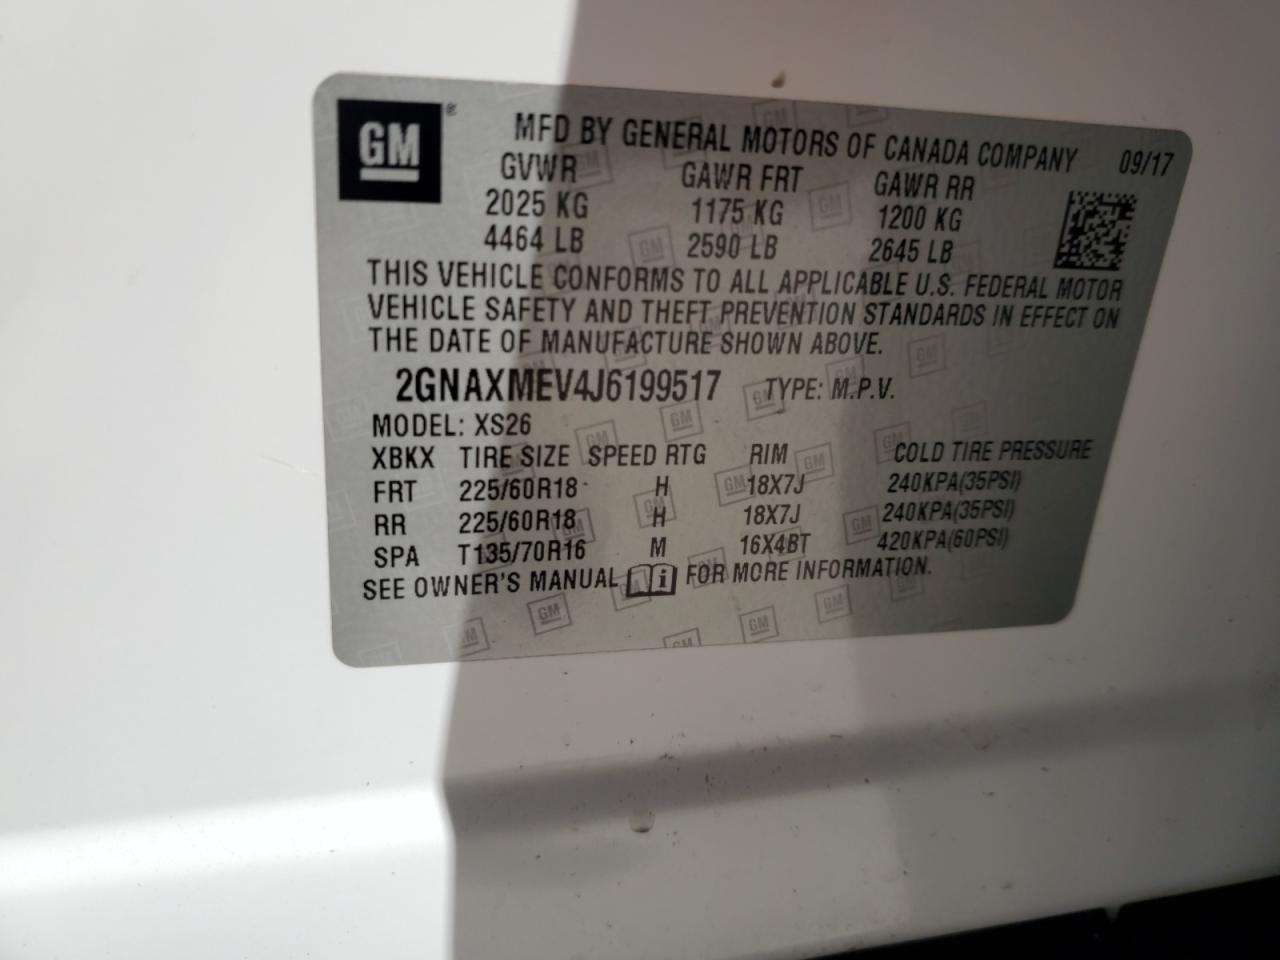 GM®
MFD BY GENERAL MOTORS OF CANADA COMPANY 09/17
GVWR GAWR FRT GAWR RR
2025 KG 1175 KG 1200 KG
4464 LB 2590 LB 2645 LB
THIS VEHICLE CONFORMS TO ALL APPLICABLE U.S. FEDERAL MOTOR
VEHICLE SAFETY AND THEFT PREVENTION STANDARDS IN EFFECT ON
THE DATE OF MANUFACTURE SHOWN ABOVE.
2GNAXMEV4J6199517 TYPE: M.P.V.
MODEL: XS26
XBKX TIRE SIZE SPEED RTG RIM COLD TIRE PRESSURE
FRT 225/60R18 H 18X7J 240KPA(35PSI)
RR 225/60R18 H 18X7J 240KPA(35PSI)
SPA T135/70R16 M 16X4BT 420KPA(60PSI)
SEE OWNER'S MANUAL i FOR MORE INFORMATION.